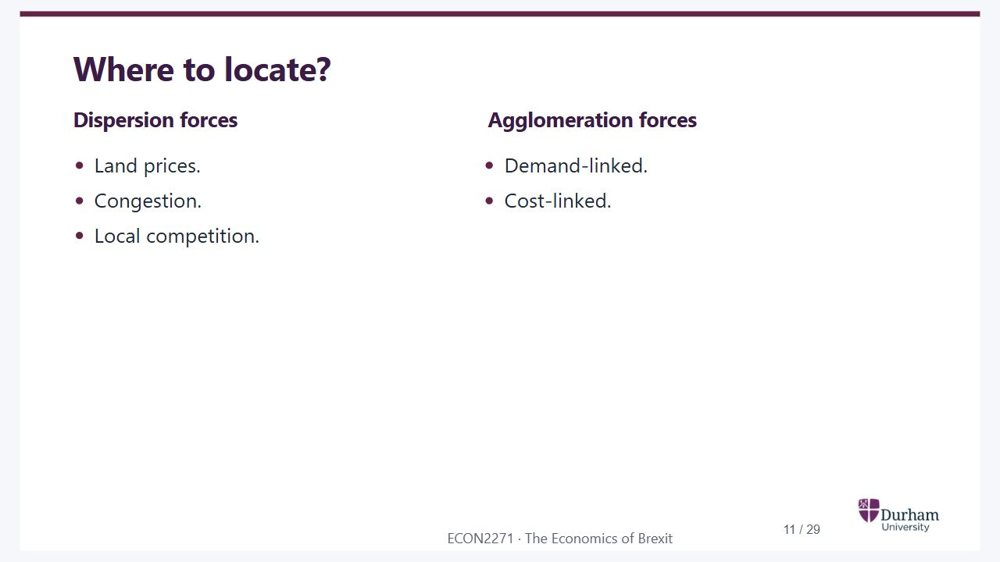 Where to locate?
Dispersion forces
• Land prices.
• Congestion.
• Local competition.
Agglomeration forces
• Demand-linked.
• Cost-linked.
ECON2271 · The Economics of Brexit
11 / 29
Durham
University